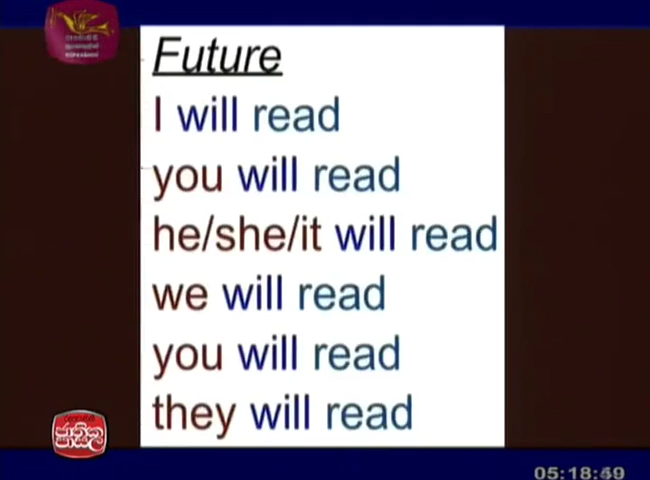 Future
I will read
you will read
he/she/it will read
we will read
you will read
they will read
ජාතික
පාසල
05:18:49